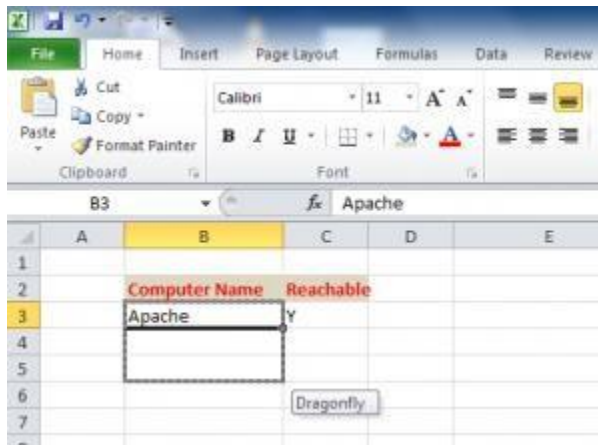 File Home Insert Page Layout Formulas Data Review
Cut
Copy
Paste
Format Painter
Calibri 11 A A
B I U A
Clipboard Font
B3 fx Apache
A B C D E
1
2 Computer Name Reachable
3 Apache Y
4
5
6 Dragonfly
7